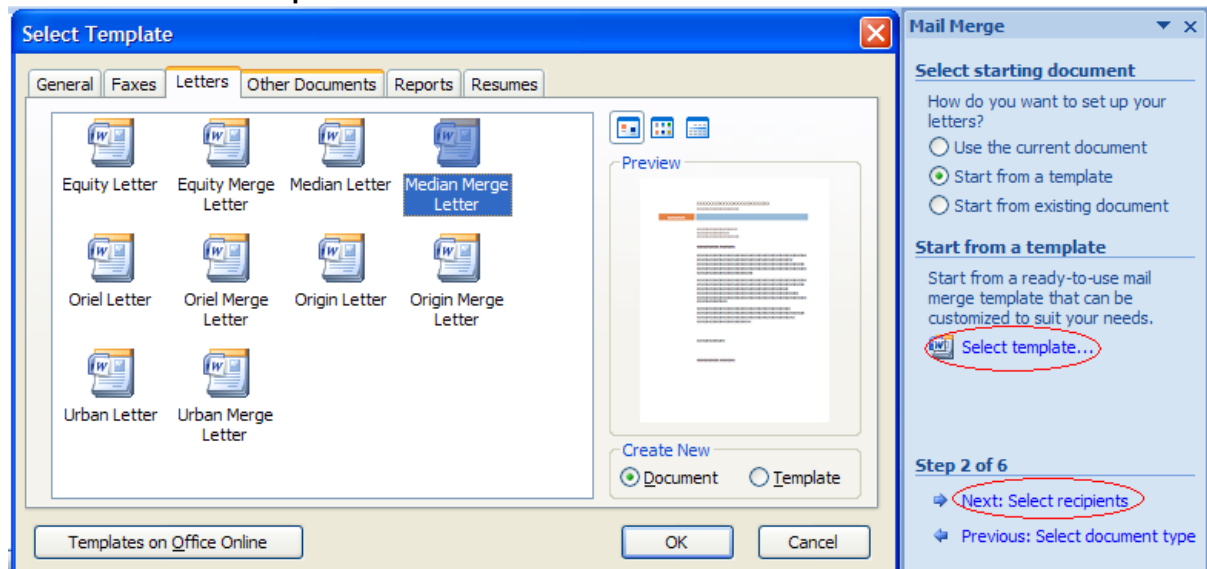 Select Template
General Faxes Letters Other Documents Reports Resumes
Equity Letter Equity Merge Letter Median Letter Median Merge Letter
Oriel Letter Oriel Merge Letter Origin Letter Origin Merge Letter
Urban Letter Urban Merge Letter
Preview
Create New
Document Template
Templates on Office Online OK Cancel
Mail Merge
Select starting document
How do you want to set up your
letters?
Use the current document
Start from a template
Start from existing document
Start from a template
Start from a ready-to-use mail
merge template that can be
customized to suit your needs.
Select template...
Step 2 of 6
Next: Select recipients
Previous: Select document type